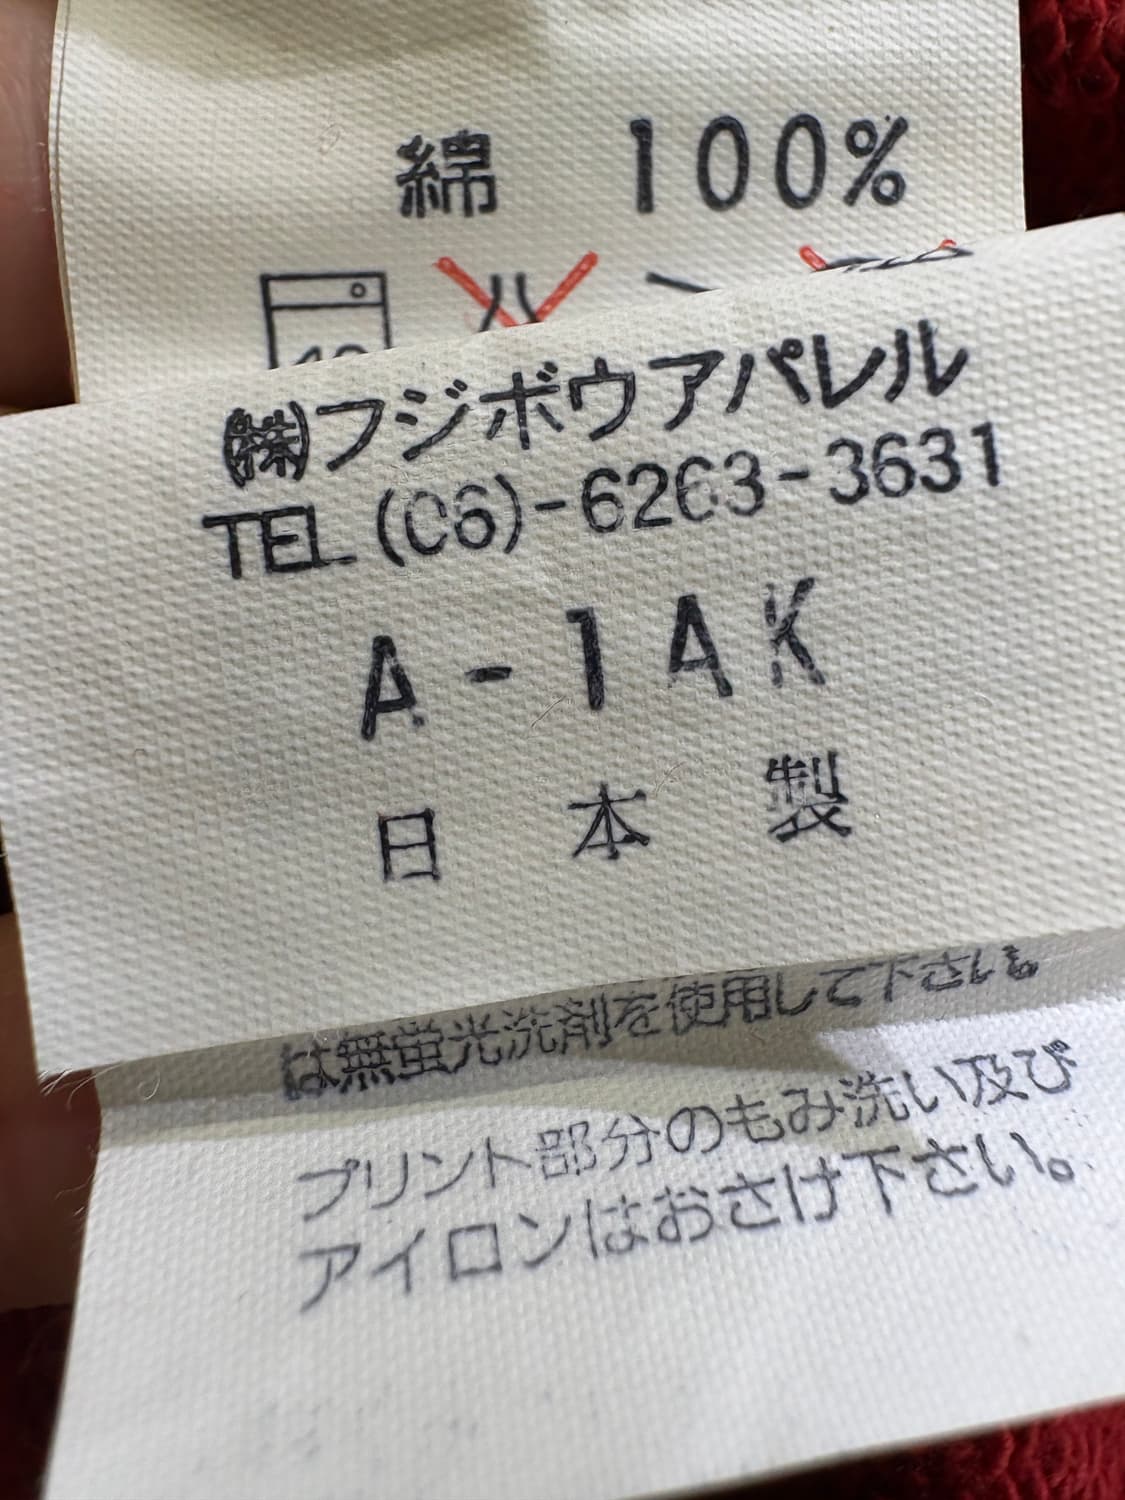 綿 100%
㈱フジボウアパレル
TEL(06)-6263-3631
A-1AK
日本製
は無蛍光洗剤を使用して下さい。
プリント部分のもみ洗い及び
アイロンはおさけ下さい。